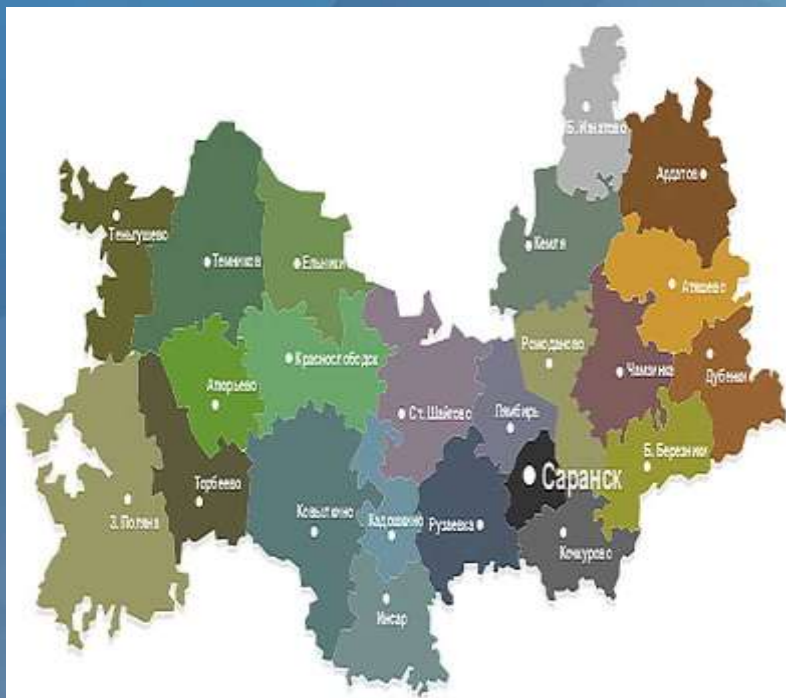 Б. Игнатово
Ардатов
Теньгушево
Кемля
Темников
Ельники
Атяшево
Ромоданово
Краснослободск
Чамзинка
Дубенки
Атюрьево
Ст. Шайгово
Лямбирь
Б. Березники
Саранск
Торбеево
З. Поляна
Ковылкино
Кадошкино
Рузаевка
Кочкурово
Инсар